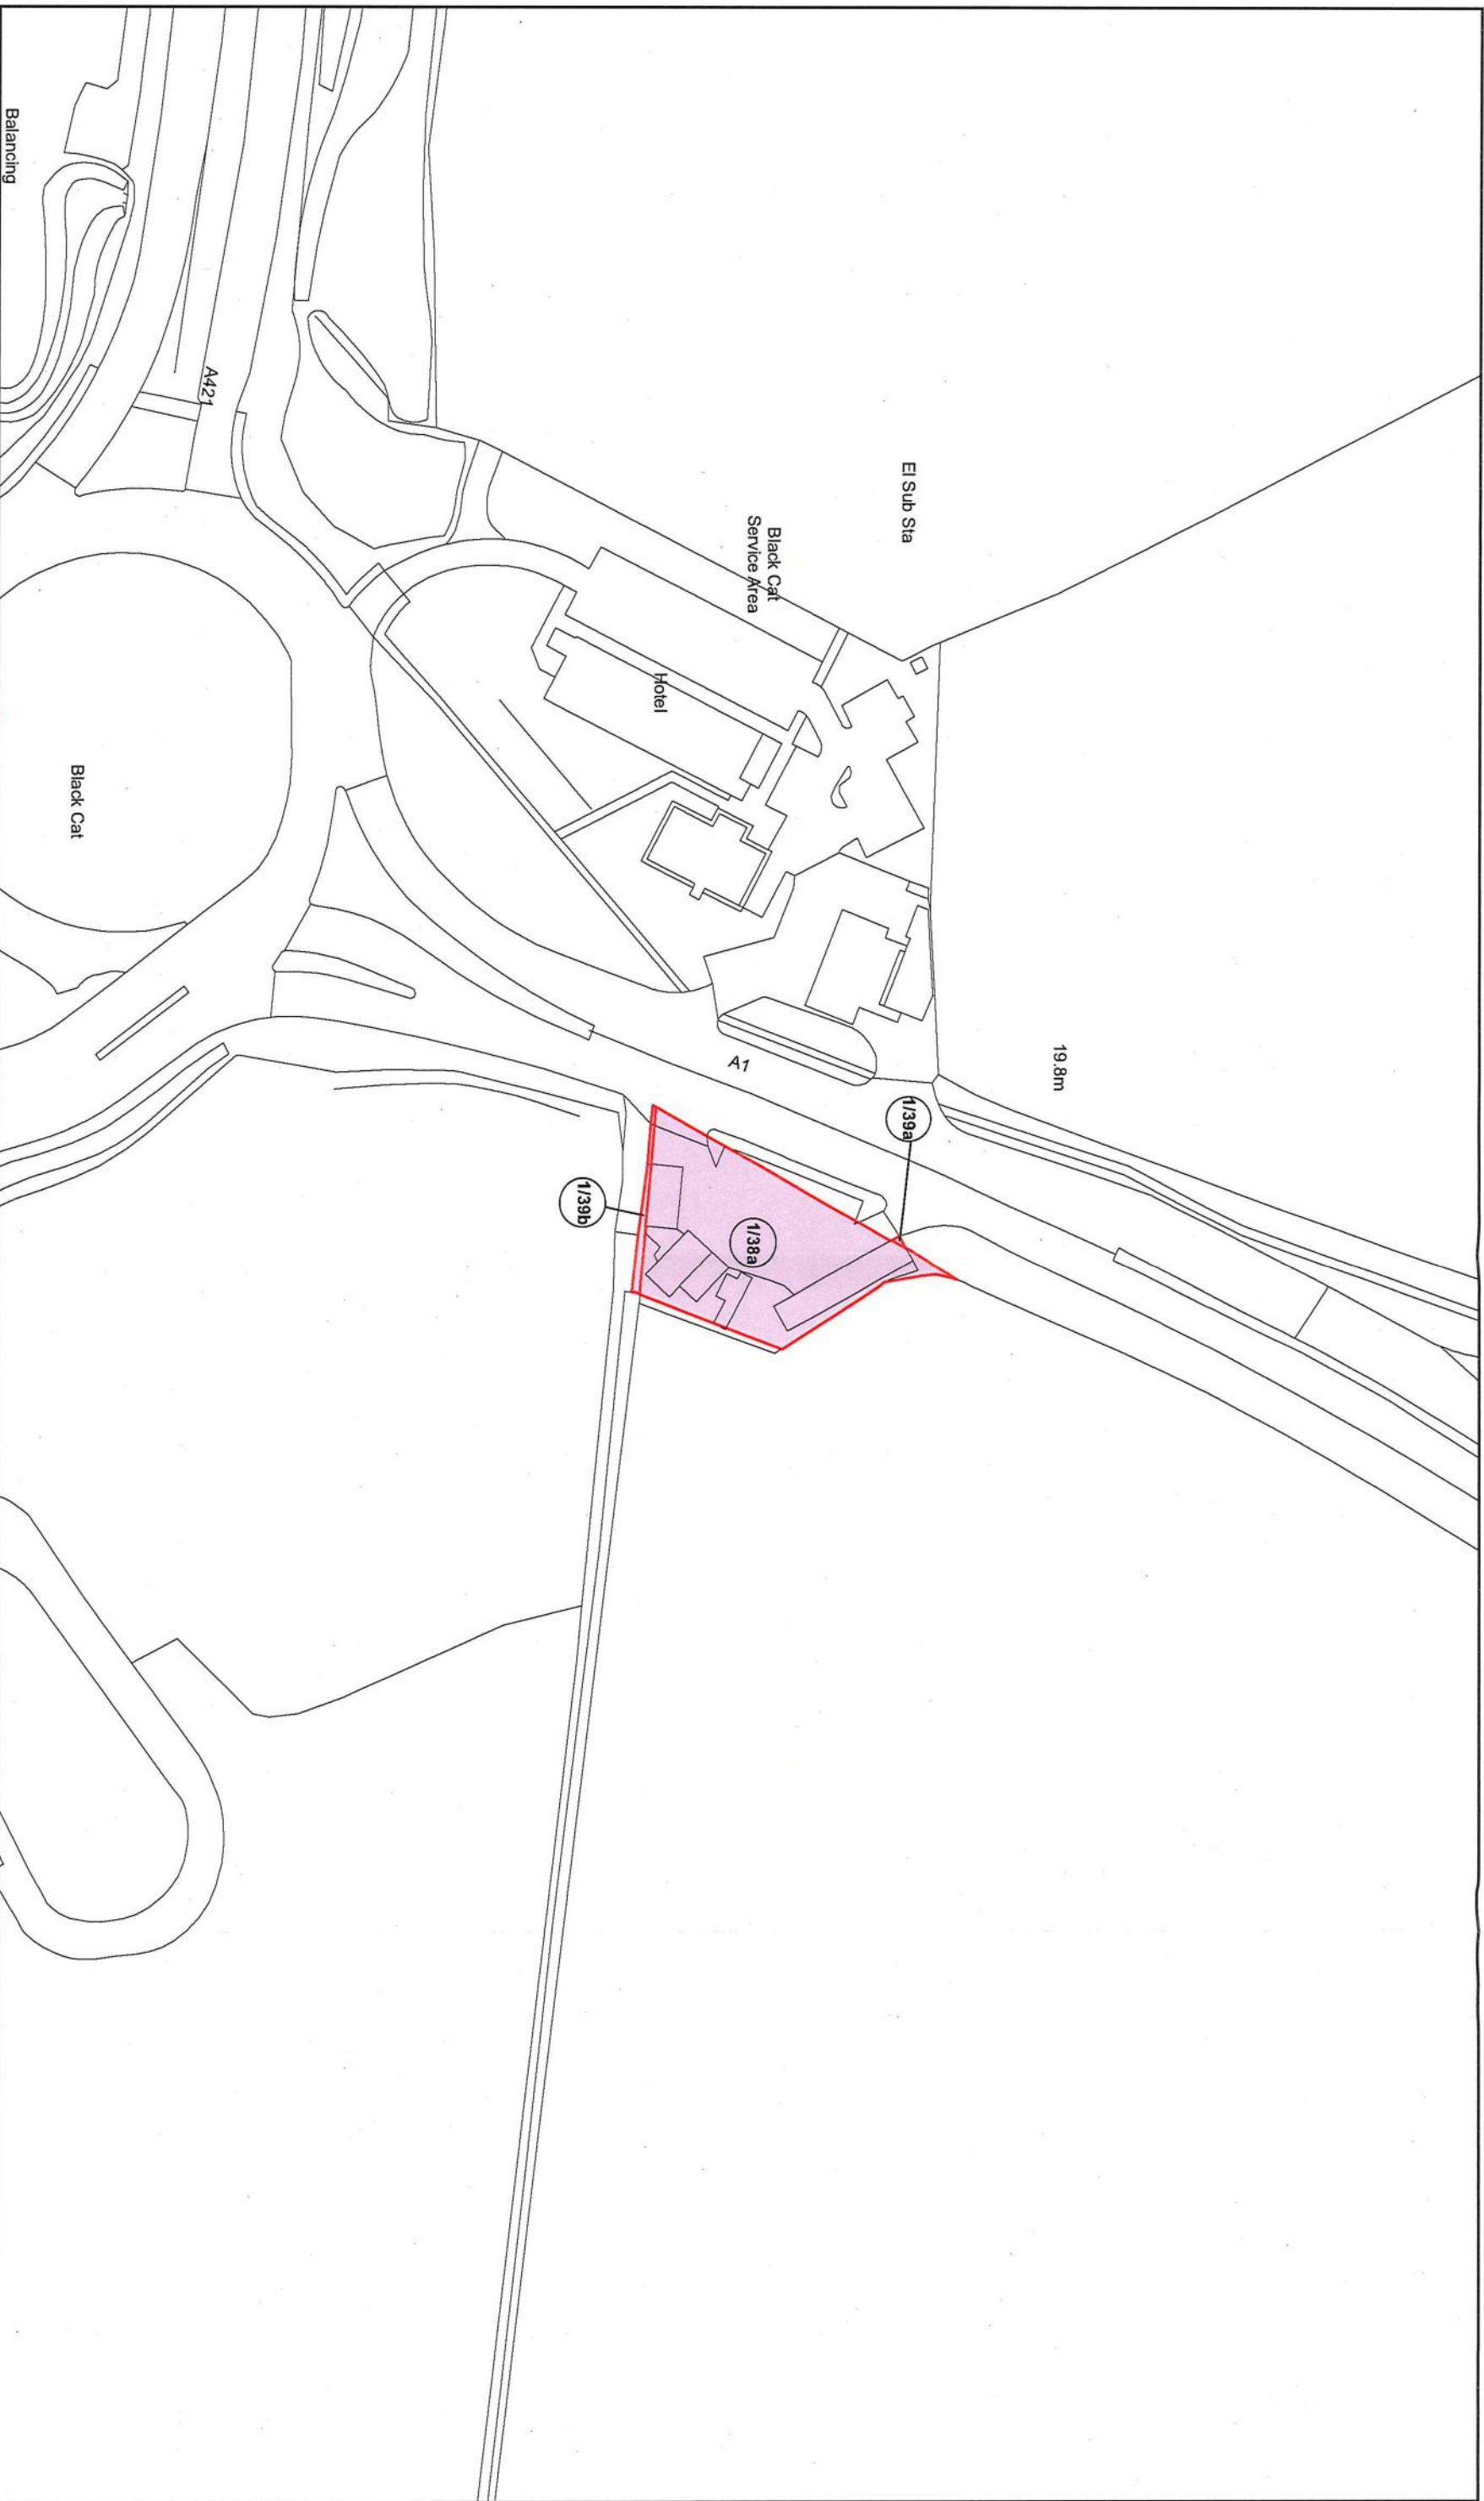 19.8m
El Sub Sta
Black Cat
Service Area
Hotel
1/39a
A1
1/38a
1/39b
A421
Black Cat
Balancing